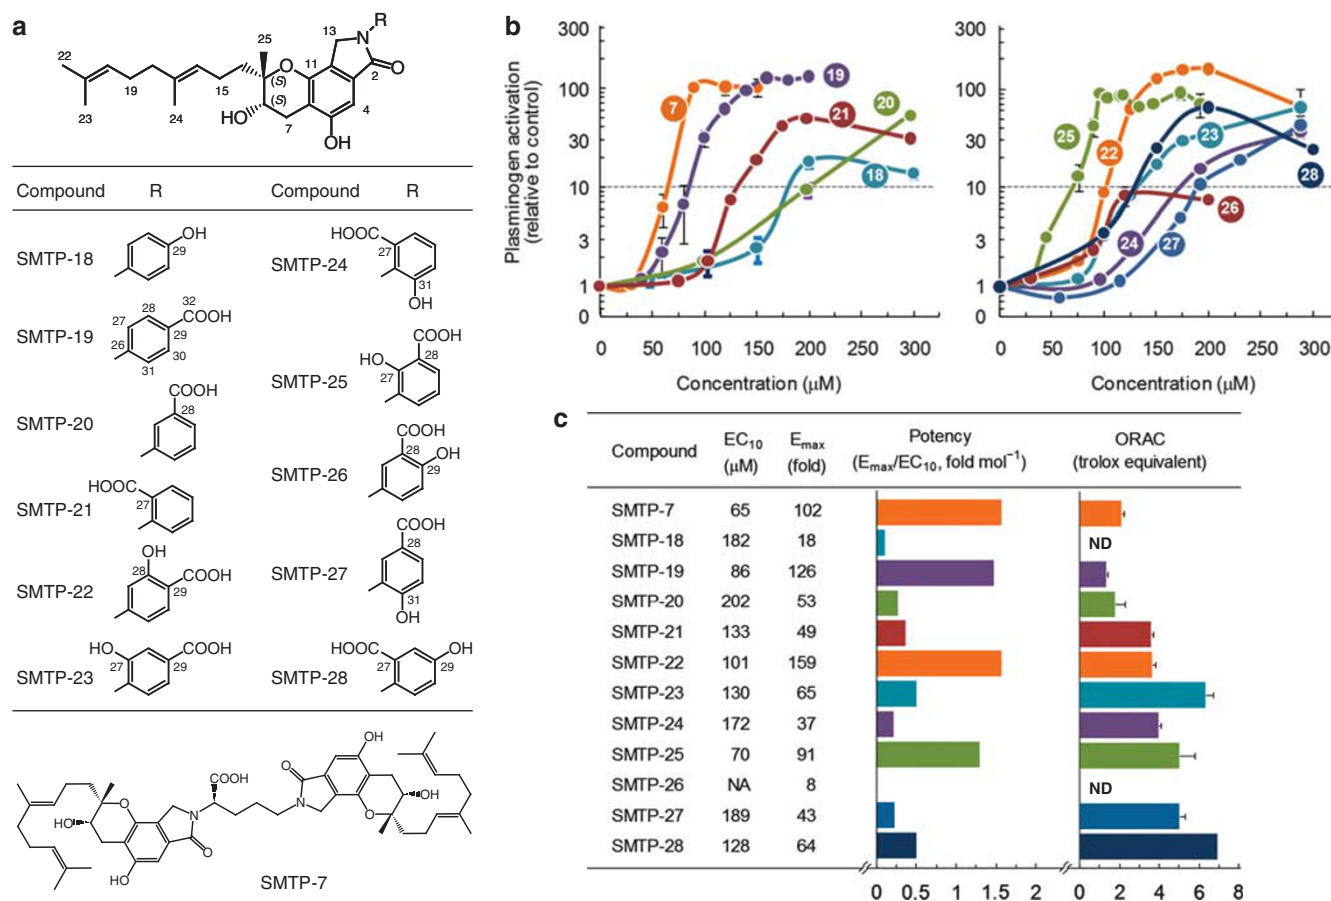 a
R
25
13
N
22
O
11
2
O
(S)
19
15
(S)
4
23
24
HO
7
OH
Compound R
Compound R
SMTP-18
OH
29
SMTP-19
32
28
COOH
27
29
26
30
31
SMTP-20
COOH
28
SMTP-21
HOOC
27
SMTP-22
OH
28
COOH
29
SMTP-23
HO
COOH
27
29
SMTP-24
HOOC
27
31
OH
SMTP-25
COOH
HO
28
27
SMTP-26
COOH
28
OH
29
SMTP-27
COOH
28
31
OH
SMTP-28
HOOC
OH
27
29
OH
COOH
O
O
N
N
OH
HO
O
O
HO
SMTP-7
b
Plasminogen activation
(relative to control)
300
100
30
10
3
1
0
7
19
20
21
18
0 50 100 150 200 250 300
Concentration (μM)
300
100
30
10
3
1
0
25
22
23
28
26
24
27
0 50 100 150 200 250 300
Concentration (μM)
c
Compound EC10 (μM) Emax (fold) Potency (Emax/EC10, fold mol−1) ORAC (trolox equivalent)
SMTP-7 65 102
SMTP-18 182 18 ND
SMTP-19 86 126
SMTP-20 202 53
SMTP-21 133 49
SMTP-22 101 159
SMTP-23 130 65
SMTP-24 172 37
SMTP-25 70 91
SMTP-26 NA 8 ND
SMTP-27 189 43
SMTP-28 128 64
0 0.5 1 1.5 2 0 2 4 6 8